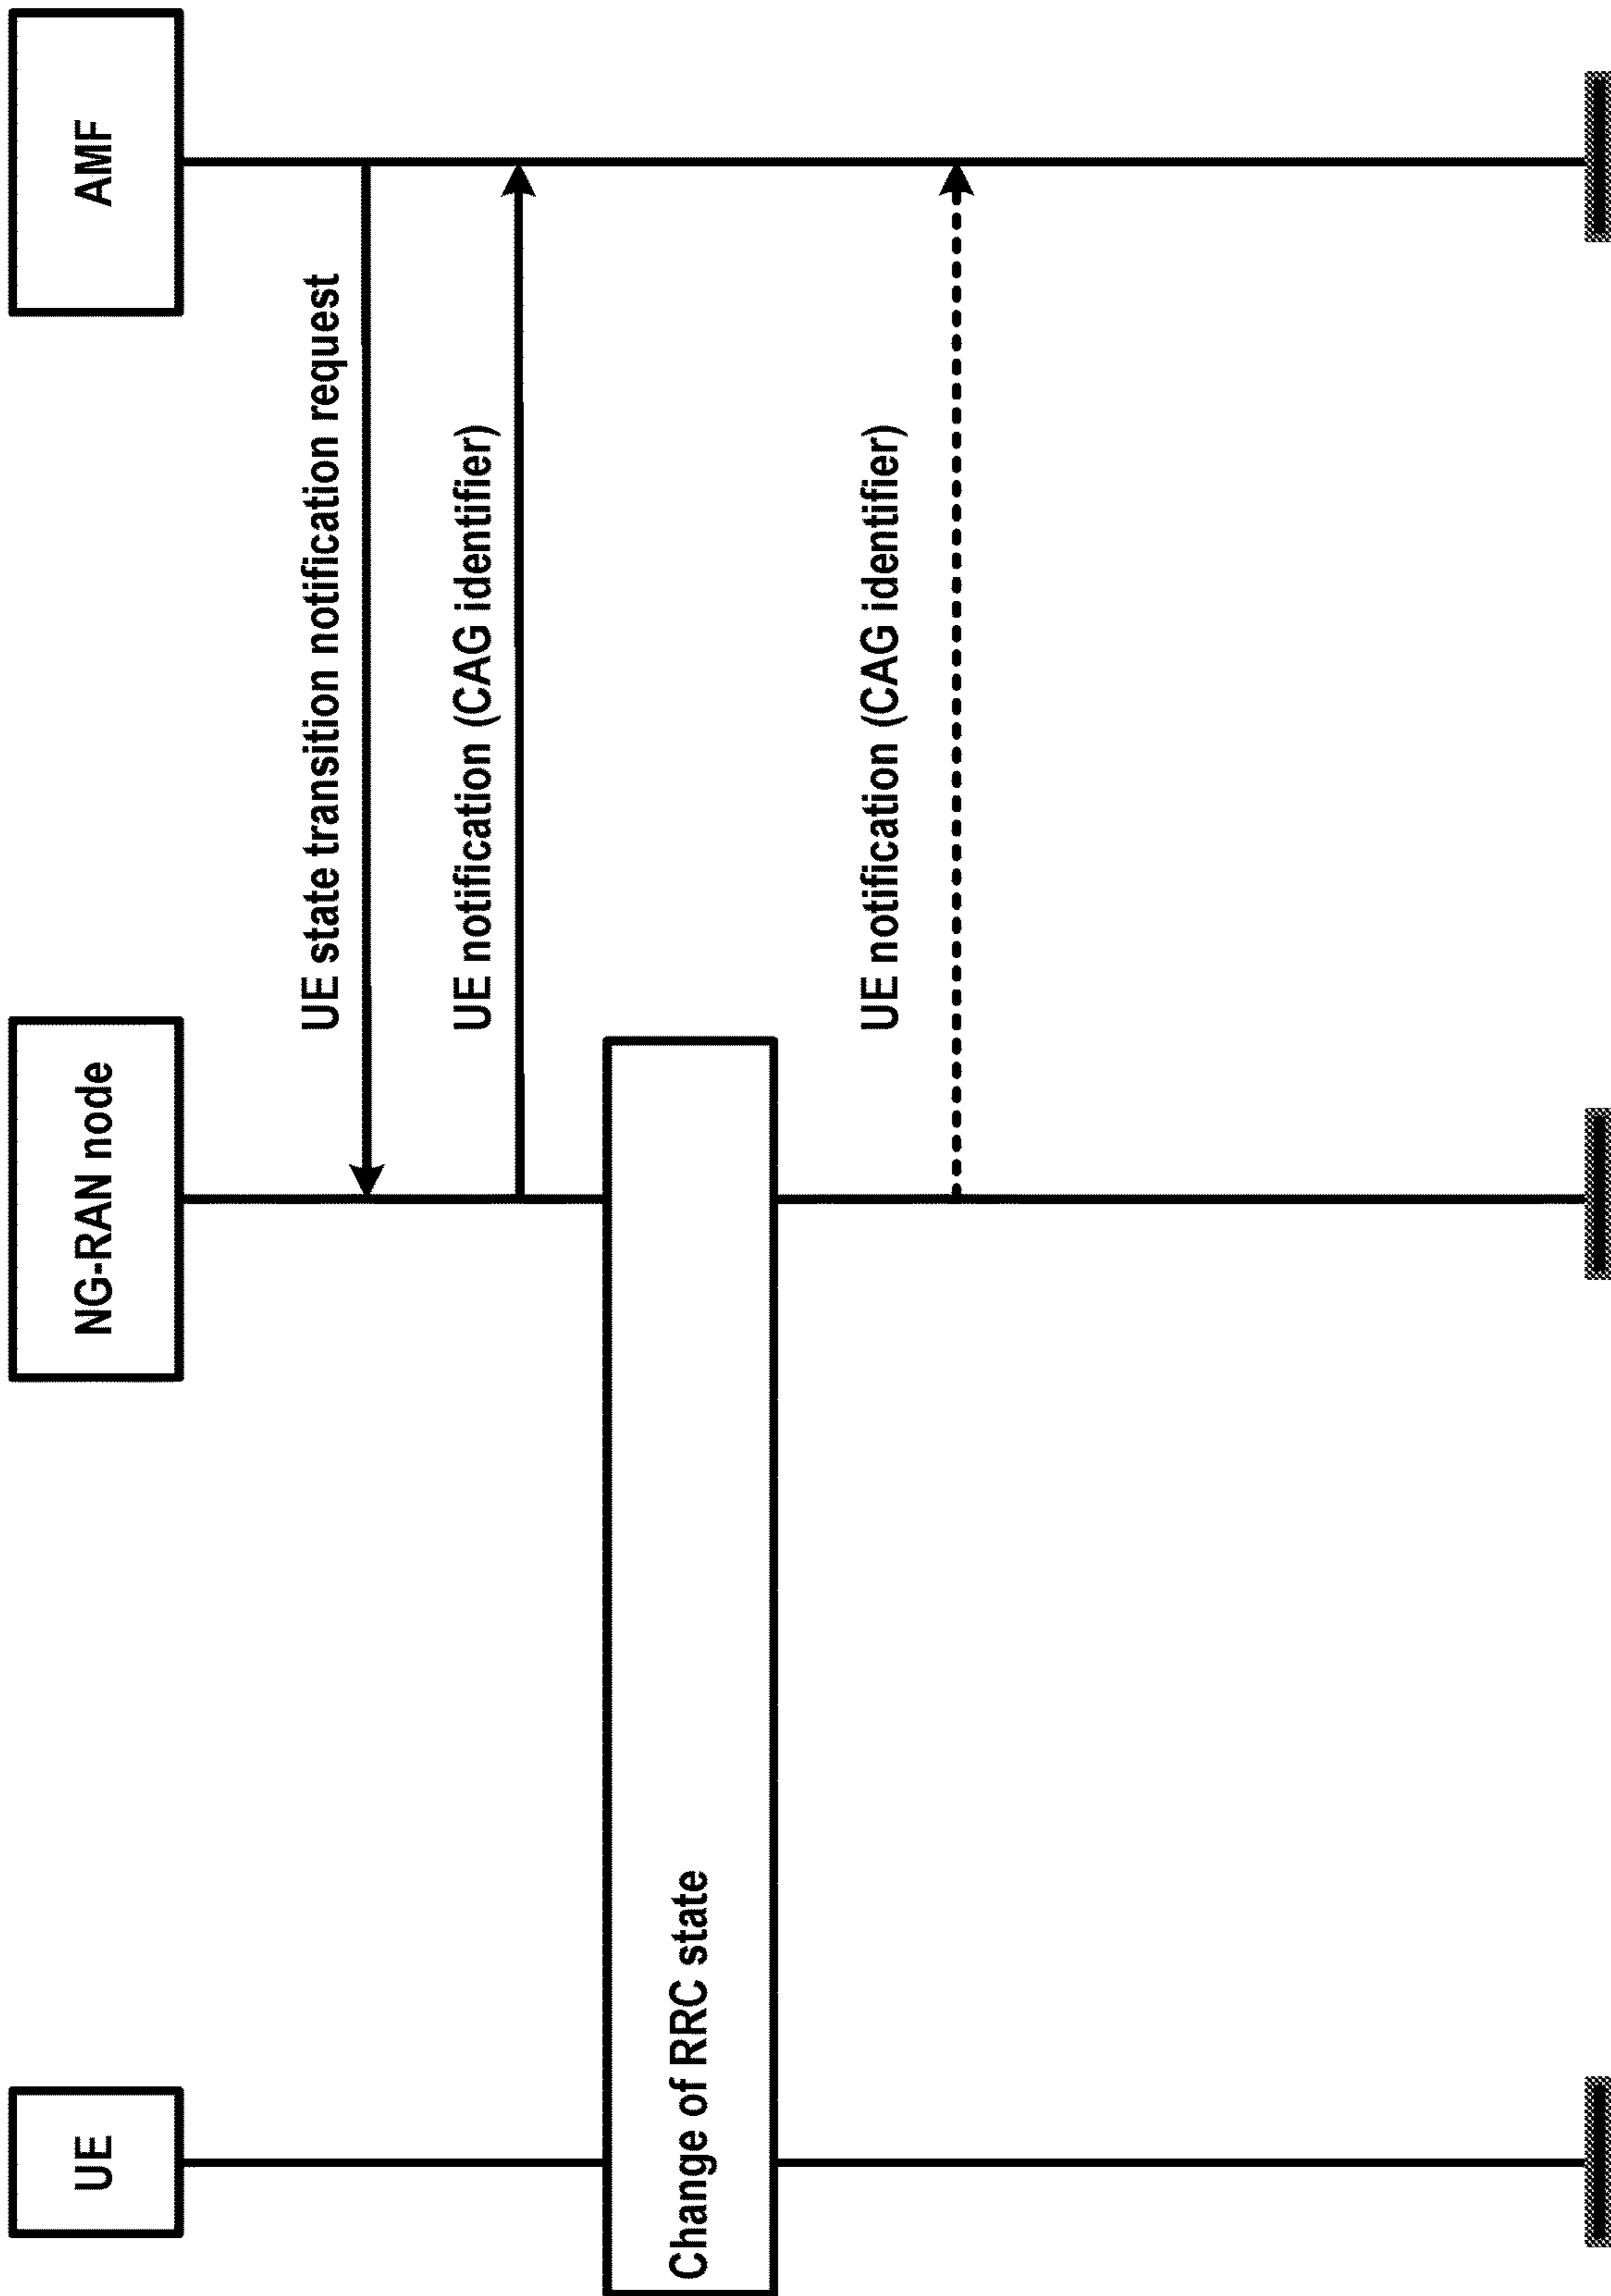 UE
NG-RAN node
AMF
UE state transition notification request
UE notification (CAG identifier)
Change of RRC state
UE notification (CAG identifier)